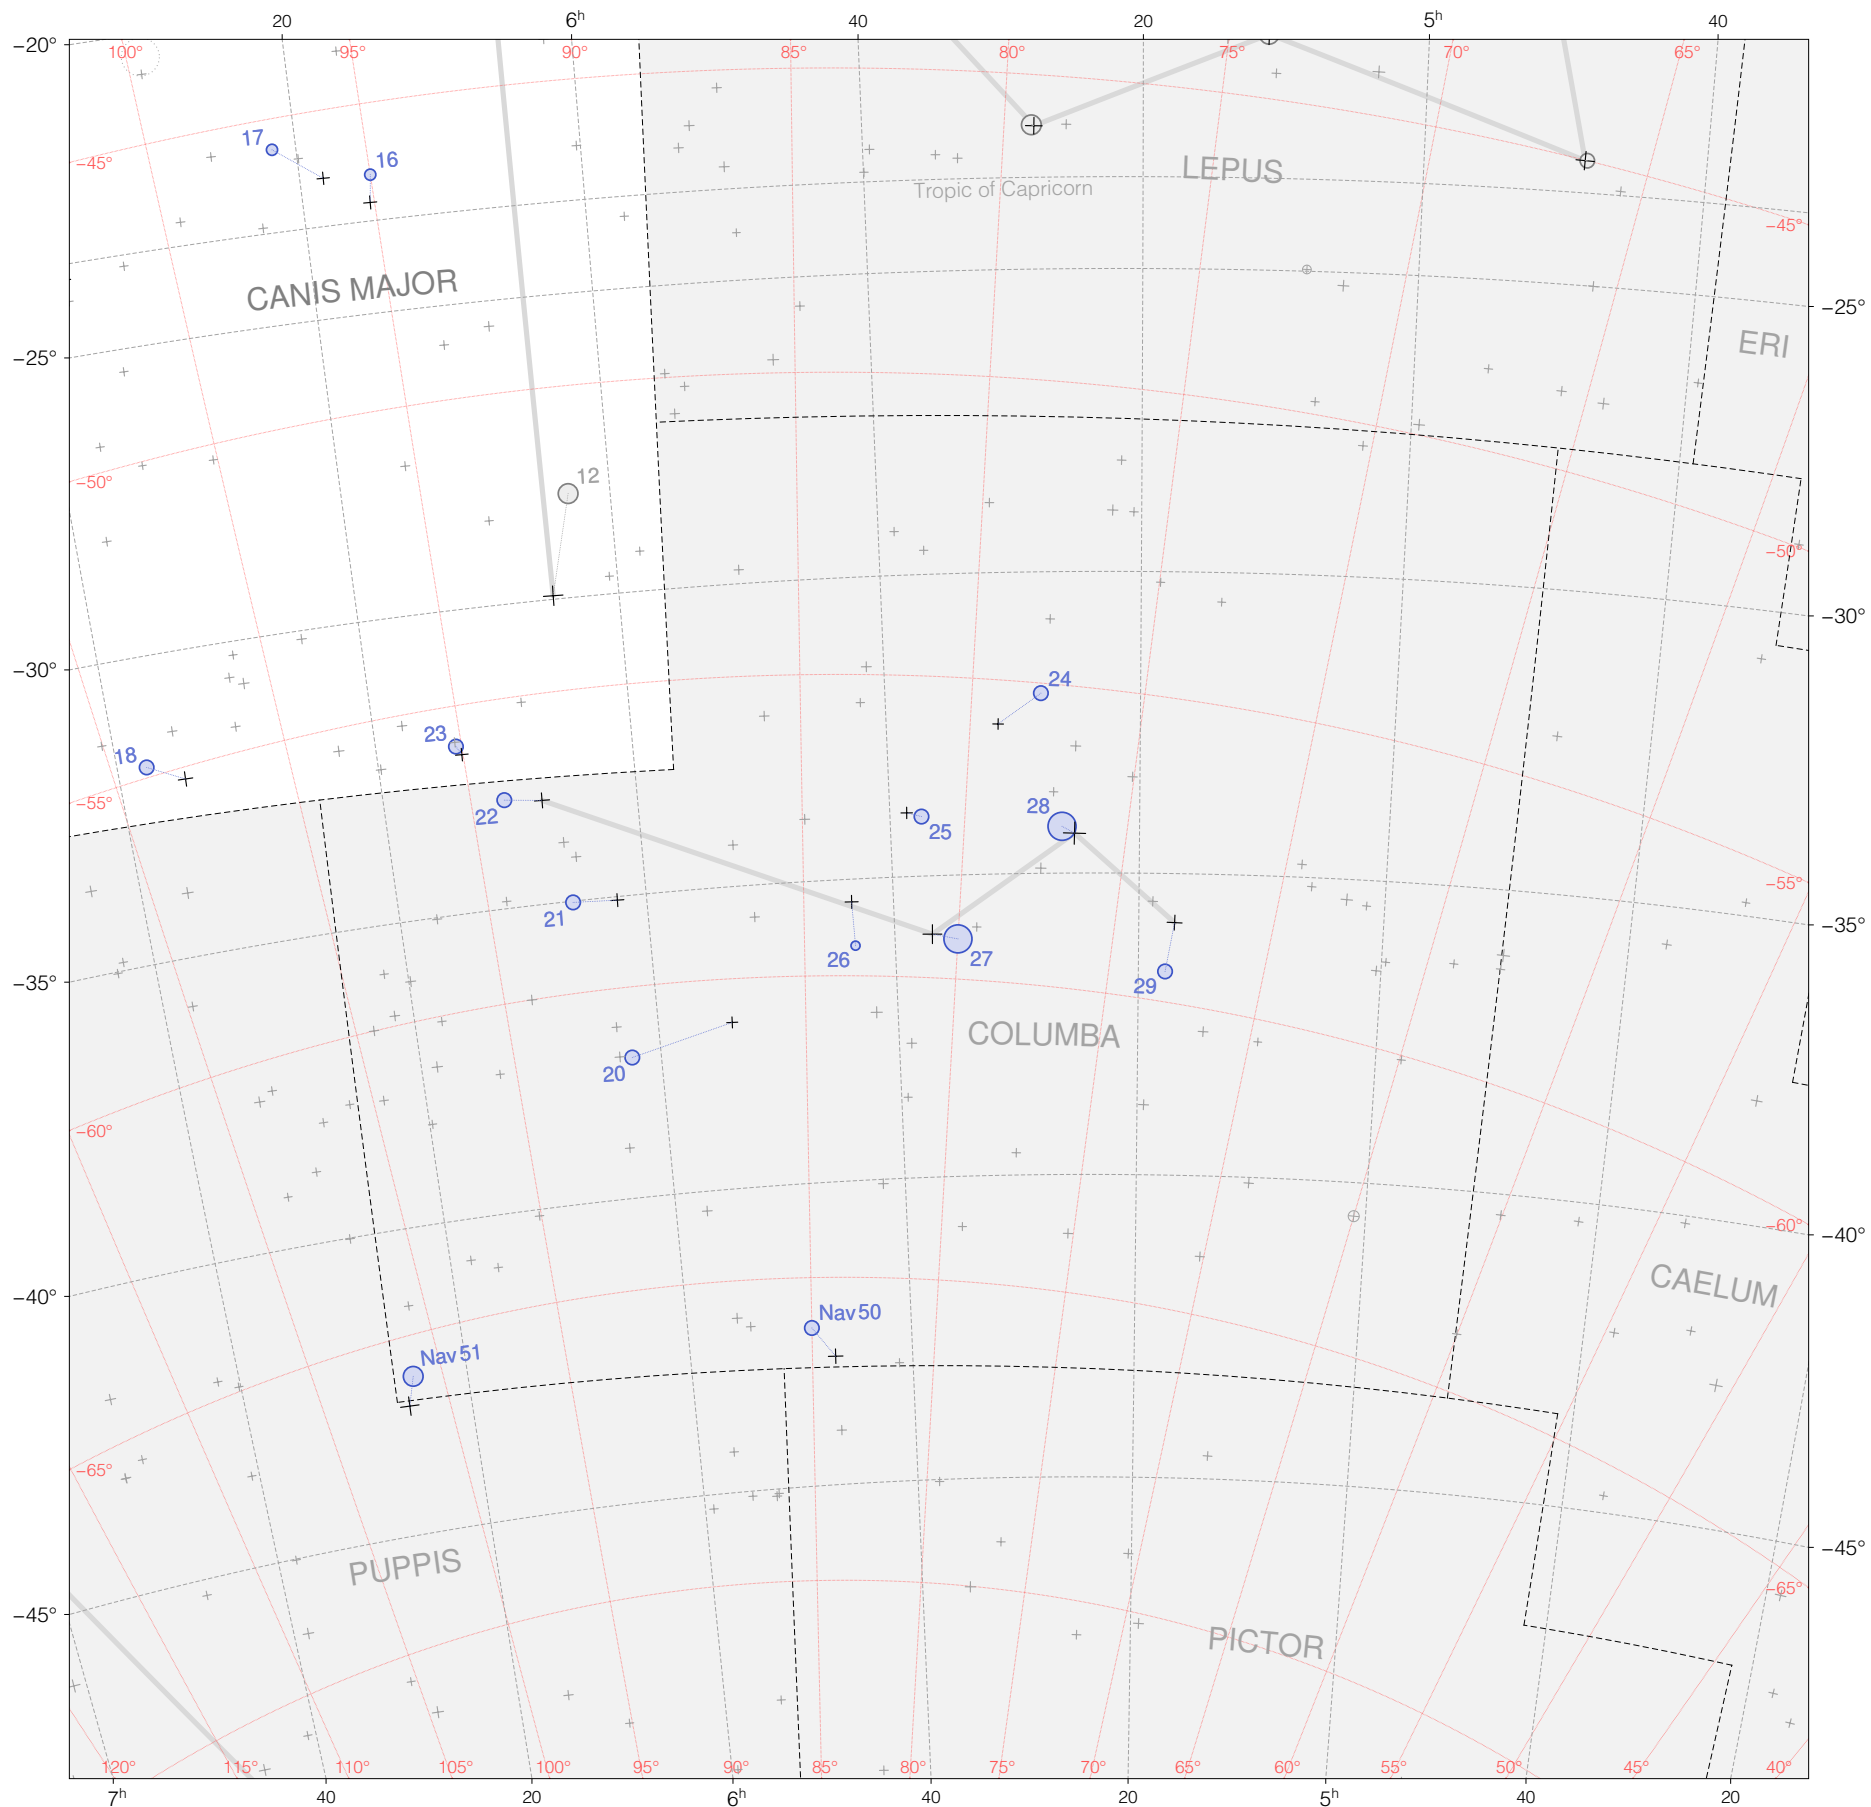 20 6h 40 20 5h 40
−20° 100° 95° 90° 85° 80° 75° 70° 65°
17 16
−45° LEPUS
Tropic of Capricorn
−45°
CANIS MAJOR
−25°
ERI
−25°
12
−50°
−50°
−30°
−30°
24
23
18
−55°
22 25 28
−55°
21
26 27
−35°
29
−35°
COLUMBA
20
−60°
−60°
−40°
CAELUM
−40°
Nav 50
Nav 51
−65°
−45°
PUPPIS
−65°
−45°
PICTOR
120° 115° 110° 105° 100° 95° 90° 85° 80° 75° 70° 65° 60° 55° 50° 45° 40°
7h 40 20 6h 40 20 5h 40 20